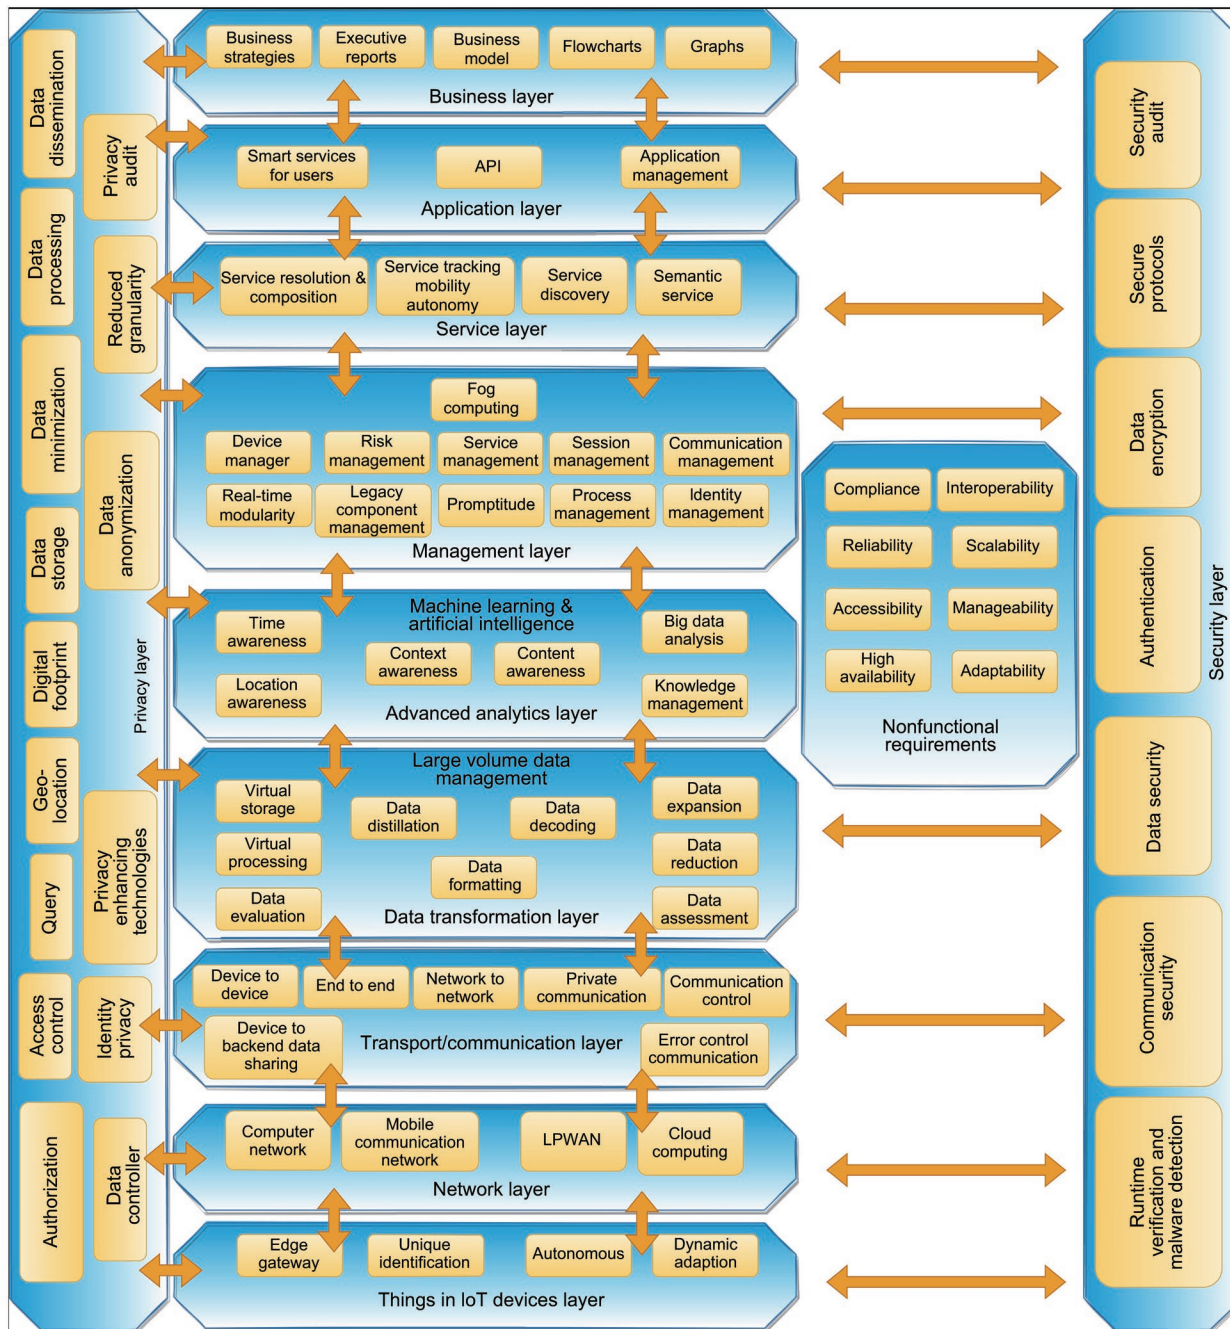 Data
dissemination
Data
processing
Data
minimization
Data
storage
Digital
footprint
Geo-
location
Query
Access
control
Authorization
Privacy
audit
Reduced
granularity
Data
anonymization
Privacy layer
Privacy
enhancing
technologies
Identity
privacy
Data
controller
Business
strategies
Executive
reports
Business
model
Flowcharts
Graphs
Business layer
Smart services
for users
API
Application
management
Application layer
Service resolution &
composition
Service tracking
mobility
autonomy
Service
discovery
Semantic
service
Service layer
Fog
computing
Device
manager
Risk
management
Service
management
Session
management
Communication
management
Real-time
modularity
Legacy
component
management
Promptitude
Process
management
Identity
management
Management layer
Machine learning &
artificial intelligence
Time
awareness
Context
awareness
Content
awareness
Big data
analysis
Location
awareness
Knowledge
management
Advanced analytics layer
Large volume data
management
Virtual
storage
Data
distillation
Data
decoding
Data
expansion
Virtual
processing
Data
formatting
Data
reduction
Data
evaluation
Data
assessment
Data transformation layer
Device to
device
End to end
Network to
network
Private
communication
Communication
control
Device to
backend data
sharing
Error control
communication
Transport/communication layer
Computer
network
Mobile
communication
network
LPWAN
Cloud
computing
Network layer
Edge
gateway
Unique
identification
Autonomous
Dynamic
adaption
Things in IoT devices layer
Compliance
Interoperability
Reliability
Scalability
Accessibility
Manageability
High
availability
Adaptability
Nonfunctional
requirements
Security
audit
Secure
protocols
Data
encryption
Authentication
Data security
Communication
security
Runtime
verification and
malware detection
Security layer